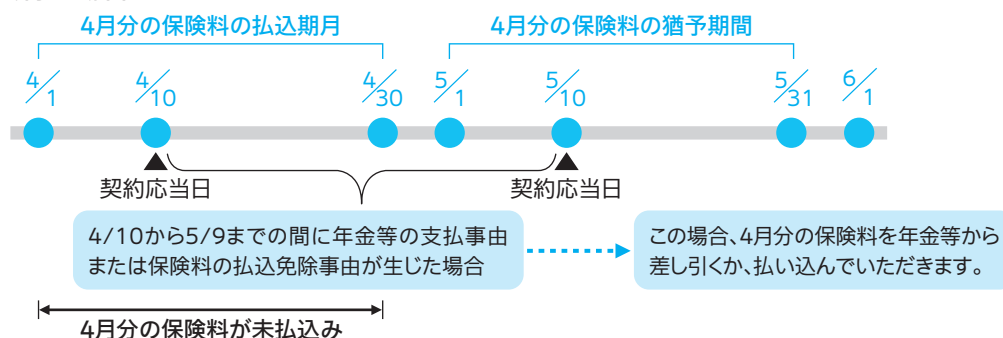 4月分の保険料の払込期月
4月分の保険料の猶予期間
4/1
4/10
4/30
5/1
5/10
5/31
6/1
契約応当日
契約応当日
4/10から5/9までの間に年金等の支払事由
または保険料の払込免除事由が生じた場合
この場合、4月分の保険料を年金等から
差し引くか、払い込んでいただきます。
4月分の保険料が未払込み